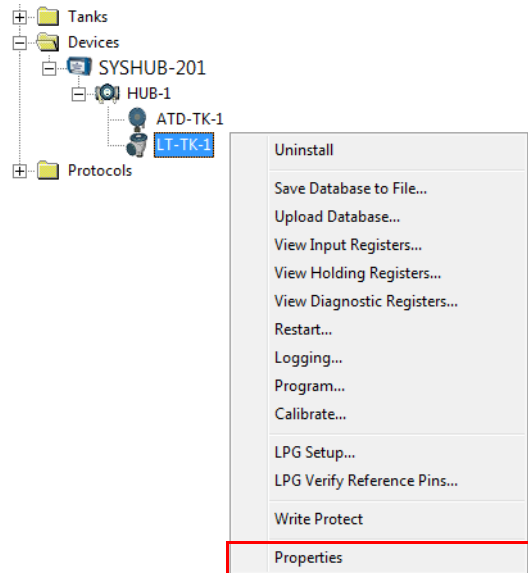 Tanks
Devices
SYSHUB-201
HUB-1
ATD-TK-1
LT-TK-1
Protocols
Uninstall
Save Database to File...
Upload Database...
View Input Registers...
View Holding Registers...
View Diagnostic Registers...
Restart...
Logging...
Program...
Calibrate...
LPG Setup...
LPG Verify Reference Pins...
Write Protect
Properties